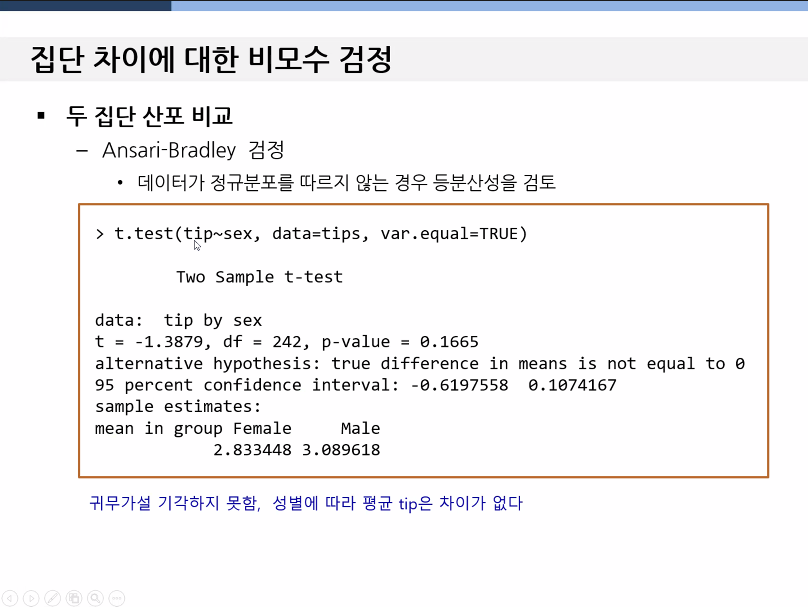 집단 차이에 대한 비모수 검정
▪ 두 집단 산포 비교
– Ansari-Bradley 검정
• 데이터가 정규분포를 따르지 않는 경우 등분산성을 검토
> t.test(tip~sex, data=tips, var.equal=TRUE)
Two Sample t-test
data: tip by sex
t = -1.3879, df = 242, p-value = 0.1665
alternative hypothesis: true difference in means is not equal to 0
95 percent confidence interval: -0.6197558 0.1074167
sample estimates:
mean in group Female Male
2.833448 3.089618
귀무가설 기각하지 못함, 성별에 따라 평균 tip은 차이가 없다